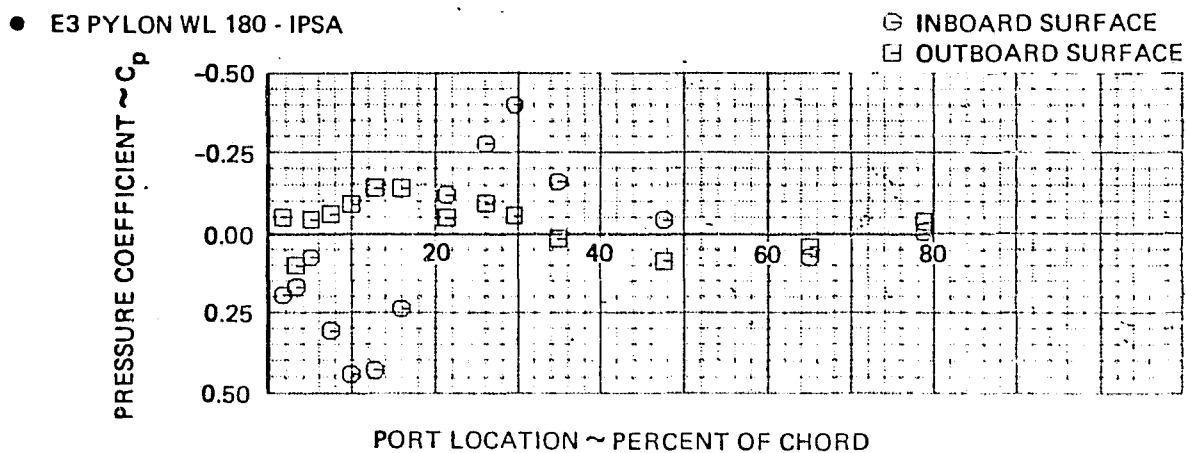 ● E3 PYLON WL 180 - IPSA
INBOARD SURFACE
OUTBOARD SURFACE
PRESSURE COEFFICIENT ~ Cp
-0.50
-0.25
0.00
0.25
0.50
20
40
60
80
PORT LOCATION ~ PERCENT OF CHORD